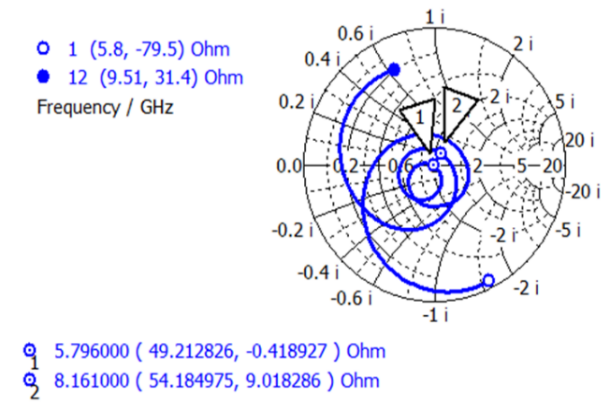 1 (5.8, -79.5) Ohm
12 (9.51, 31.4) Ohm
Frequency / GHz
1 i
0.6 i
2 i
0.4 i
0.2 i
2 i
5 i
1
2
20 i
0.0
0.2
0.6
2
5
20
-20 i
-0.2 i
-2 i
-5 i
-0.4 i
-2 i
-0.6 i
-1 i
1 5.796000 ( 49.212826, -0.418927 ) Ohm
2 8.161000 ( 54.184975, 9.018286 ) Ohm